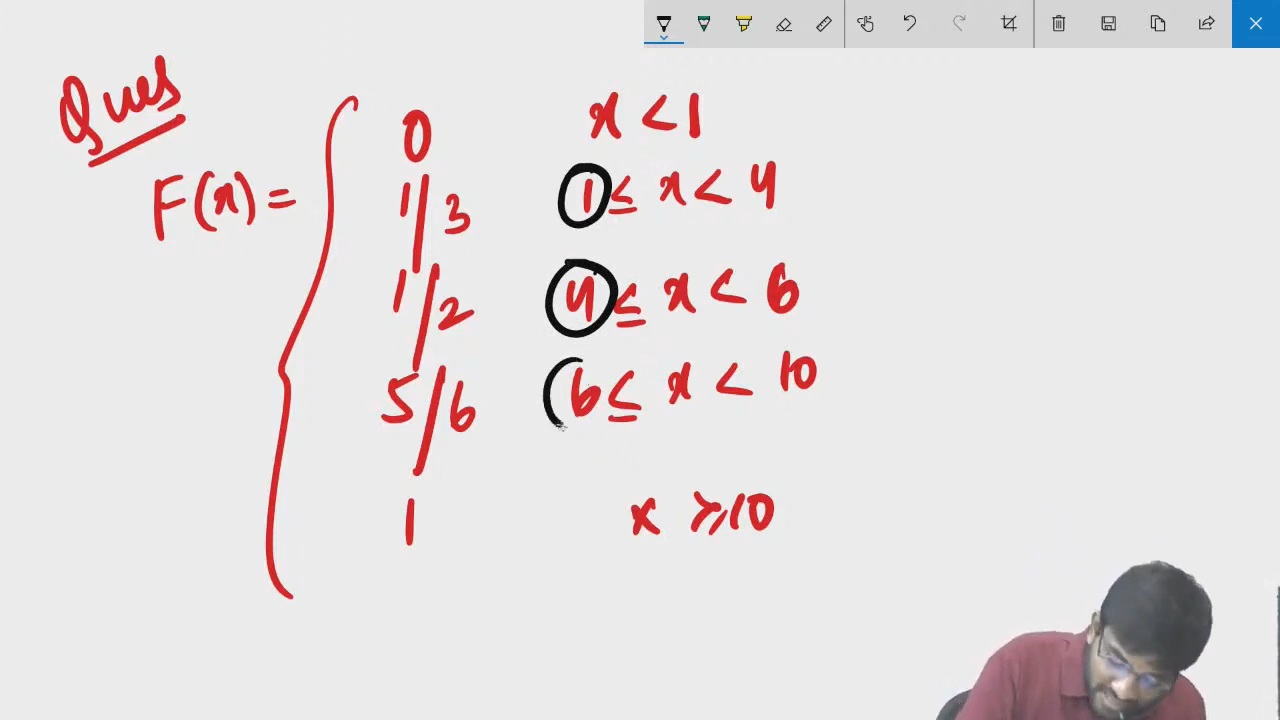 Ques
F(x) =
0 x < 1
1/3 1 ≤ x < 4
1/2 4 ≤ x < 6
5/6 6 ≤ x < 10
1 x ≥ 10